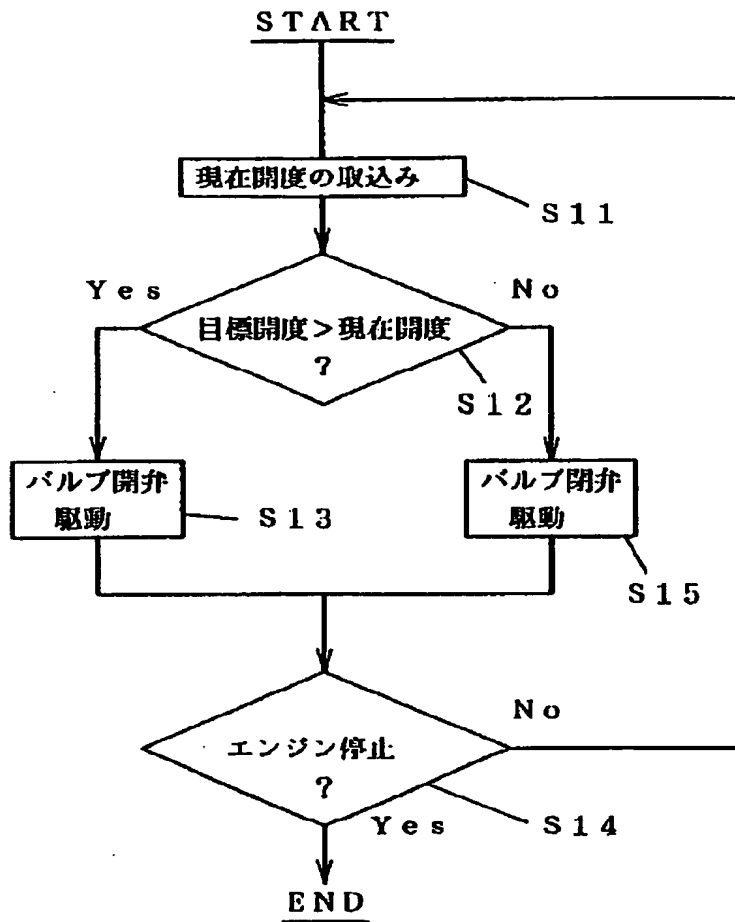 START
現在開度の取込み
S11
Yes
No
目標開度>現在開度
?
S12
バルブ開弁
駆動
S13
バルブ閉弁
駆動
S15
No
エンジン停止
?
Yes
S14
END